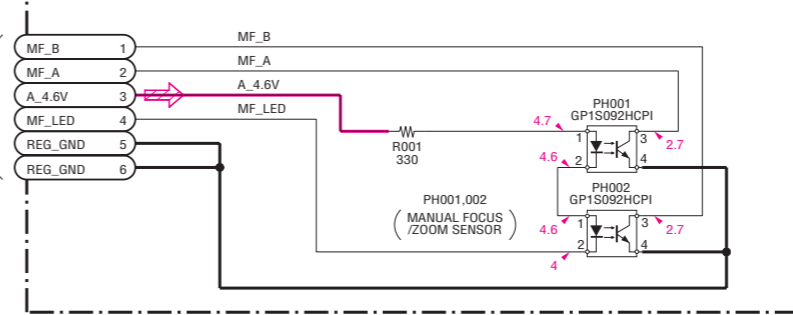 MF_B 1 MF_B
MF_A 2 MF_A
A_4.6V 3 A_4.6V
MF_LED 4 MF_LED
REG_GND 5
REG_GND 6
R001
330
PH001
GP1S092HCPI
4.7 1 3 2.7
4.6 2 4
PH002
GP1S092HCPI
4.6 1 3 2.7
4 2 4
PH001,002
MANUAL FOCUS
/ZOOM SENSOR